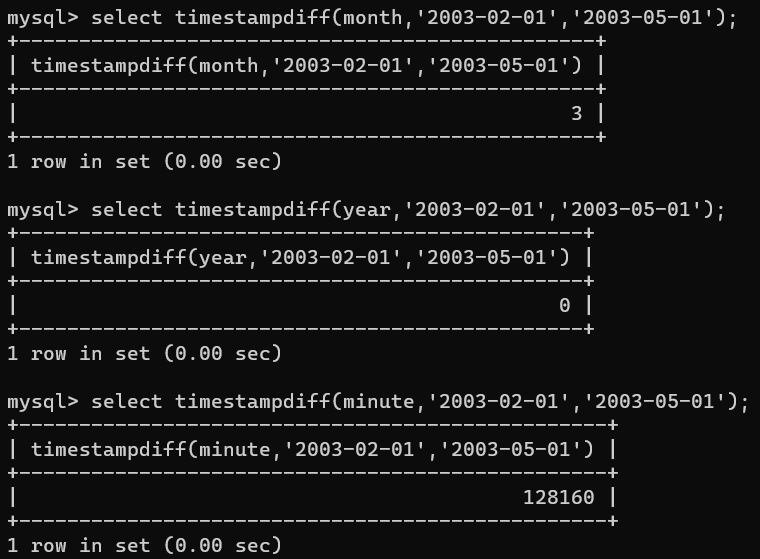 mysql> select timestampdiff(month,'2003-02-01','2003-05-01');
+------------------------------------------------+
| timestampdiff(month,'2003-02-01','2003-05-01') |
+------------------------------------------------+
|                                              3 |
+------------------------------------------------+
1 row in set (0.00 sec)

mysql> select timestampdiff(year,'2003-02-01','2003-05-01');
+-----------------------------------------------+
| timestampdiff(year,'2003-02-01','2003-05-01') |
+-----------------------------------------------+
|                                             0 |
+-----------------------------------------------+
1 row in set (0.00 sec)

mysql> select timestampdiff(minute,'2003-02-01','2003-05-01');
+-------------------------------------------------+
| timestampdiff(minute,'2003-02-01','2003-05-01') |
+-------------------------------------------------+
|                                          128160 |
+-------------------------------------------------+
1 row in set (0.00 sec)